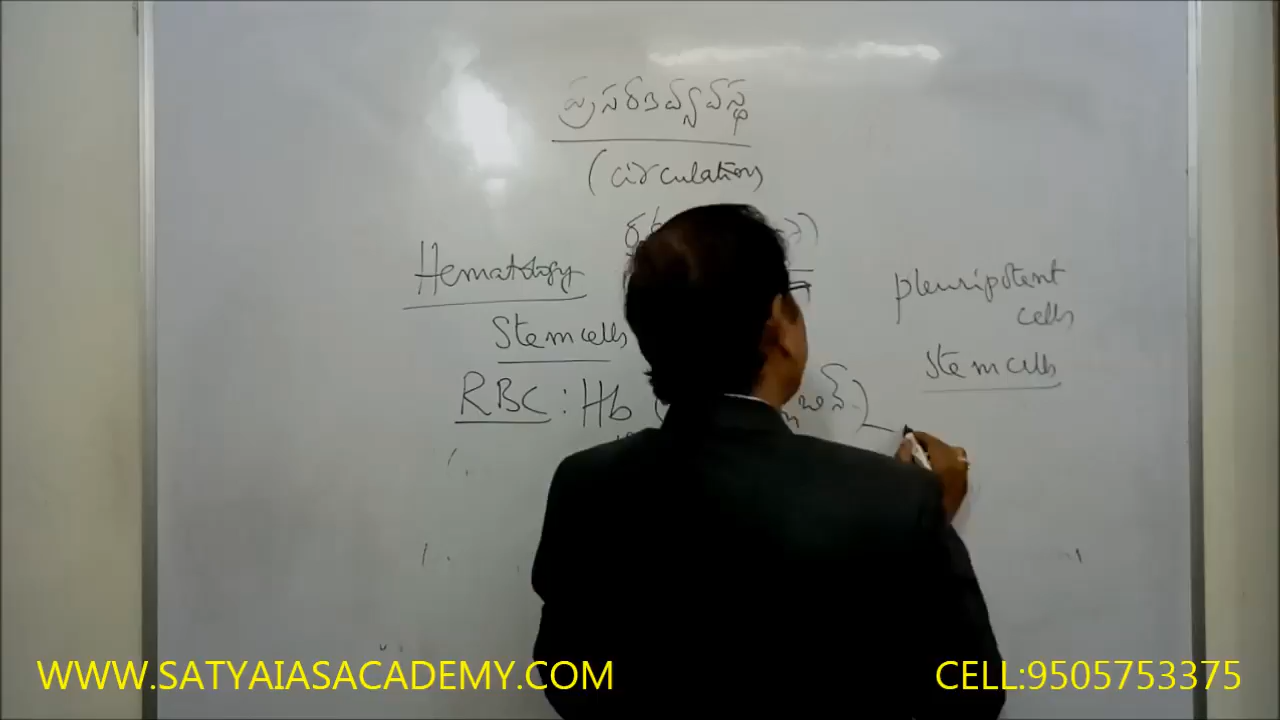 ప్రసరణవ్యవస్థ
(circulation)
Hematology
pleuripotent
cells
Stem cells
Stem cells
RBC : Hb (
WWW.SATYAIASACADEMY.COM
CELL:9505753375